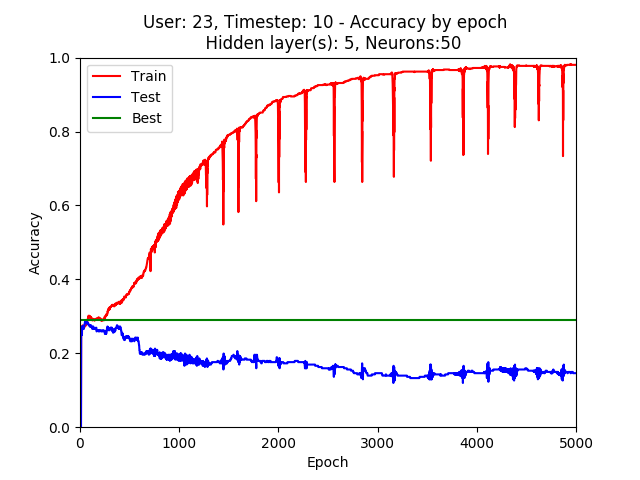 User: 23, Timestep: 10 - Accuracy by epoch
Hidden layer(s): 5, Neurons:50
1.0
Train
Test
Best
0.8
0.6
0.4
0.2
0.0
Accuracy
0 1000 2000 3000 4000 5000
Epoch